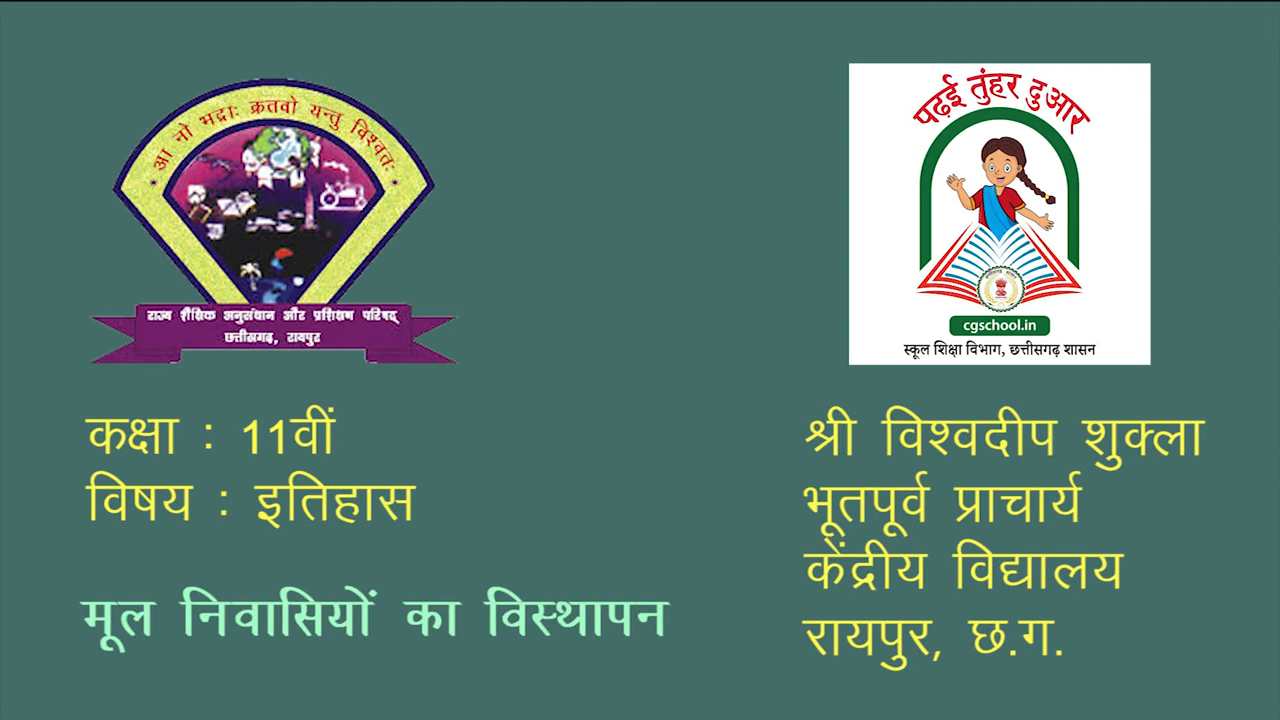 आ नो भद्राः क्रतवो यन्तु विश्वतः
राज्य शैक्षिक अनुसंधान और प्रशिक्षण परिषद्
छत्तीसगढ़, रायपुर
पढ़ई तुंहर दुआर
cgschool.in
स्कूल शिक्षा विभाग, छत्तीसगढ़ शासन
कक्षा : 11वीं
विषय : इतिहास
मूल निवासियों का विस्थापन
श्री विश्वदीप शुक्ला
भूतपूर्व प्राचार्य
केंद्रीय विद्यालय
रायपुर, छ.ग.